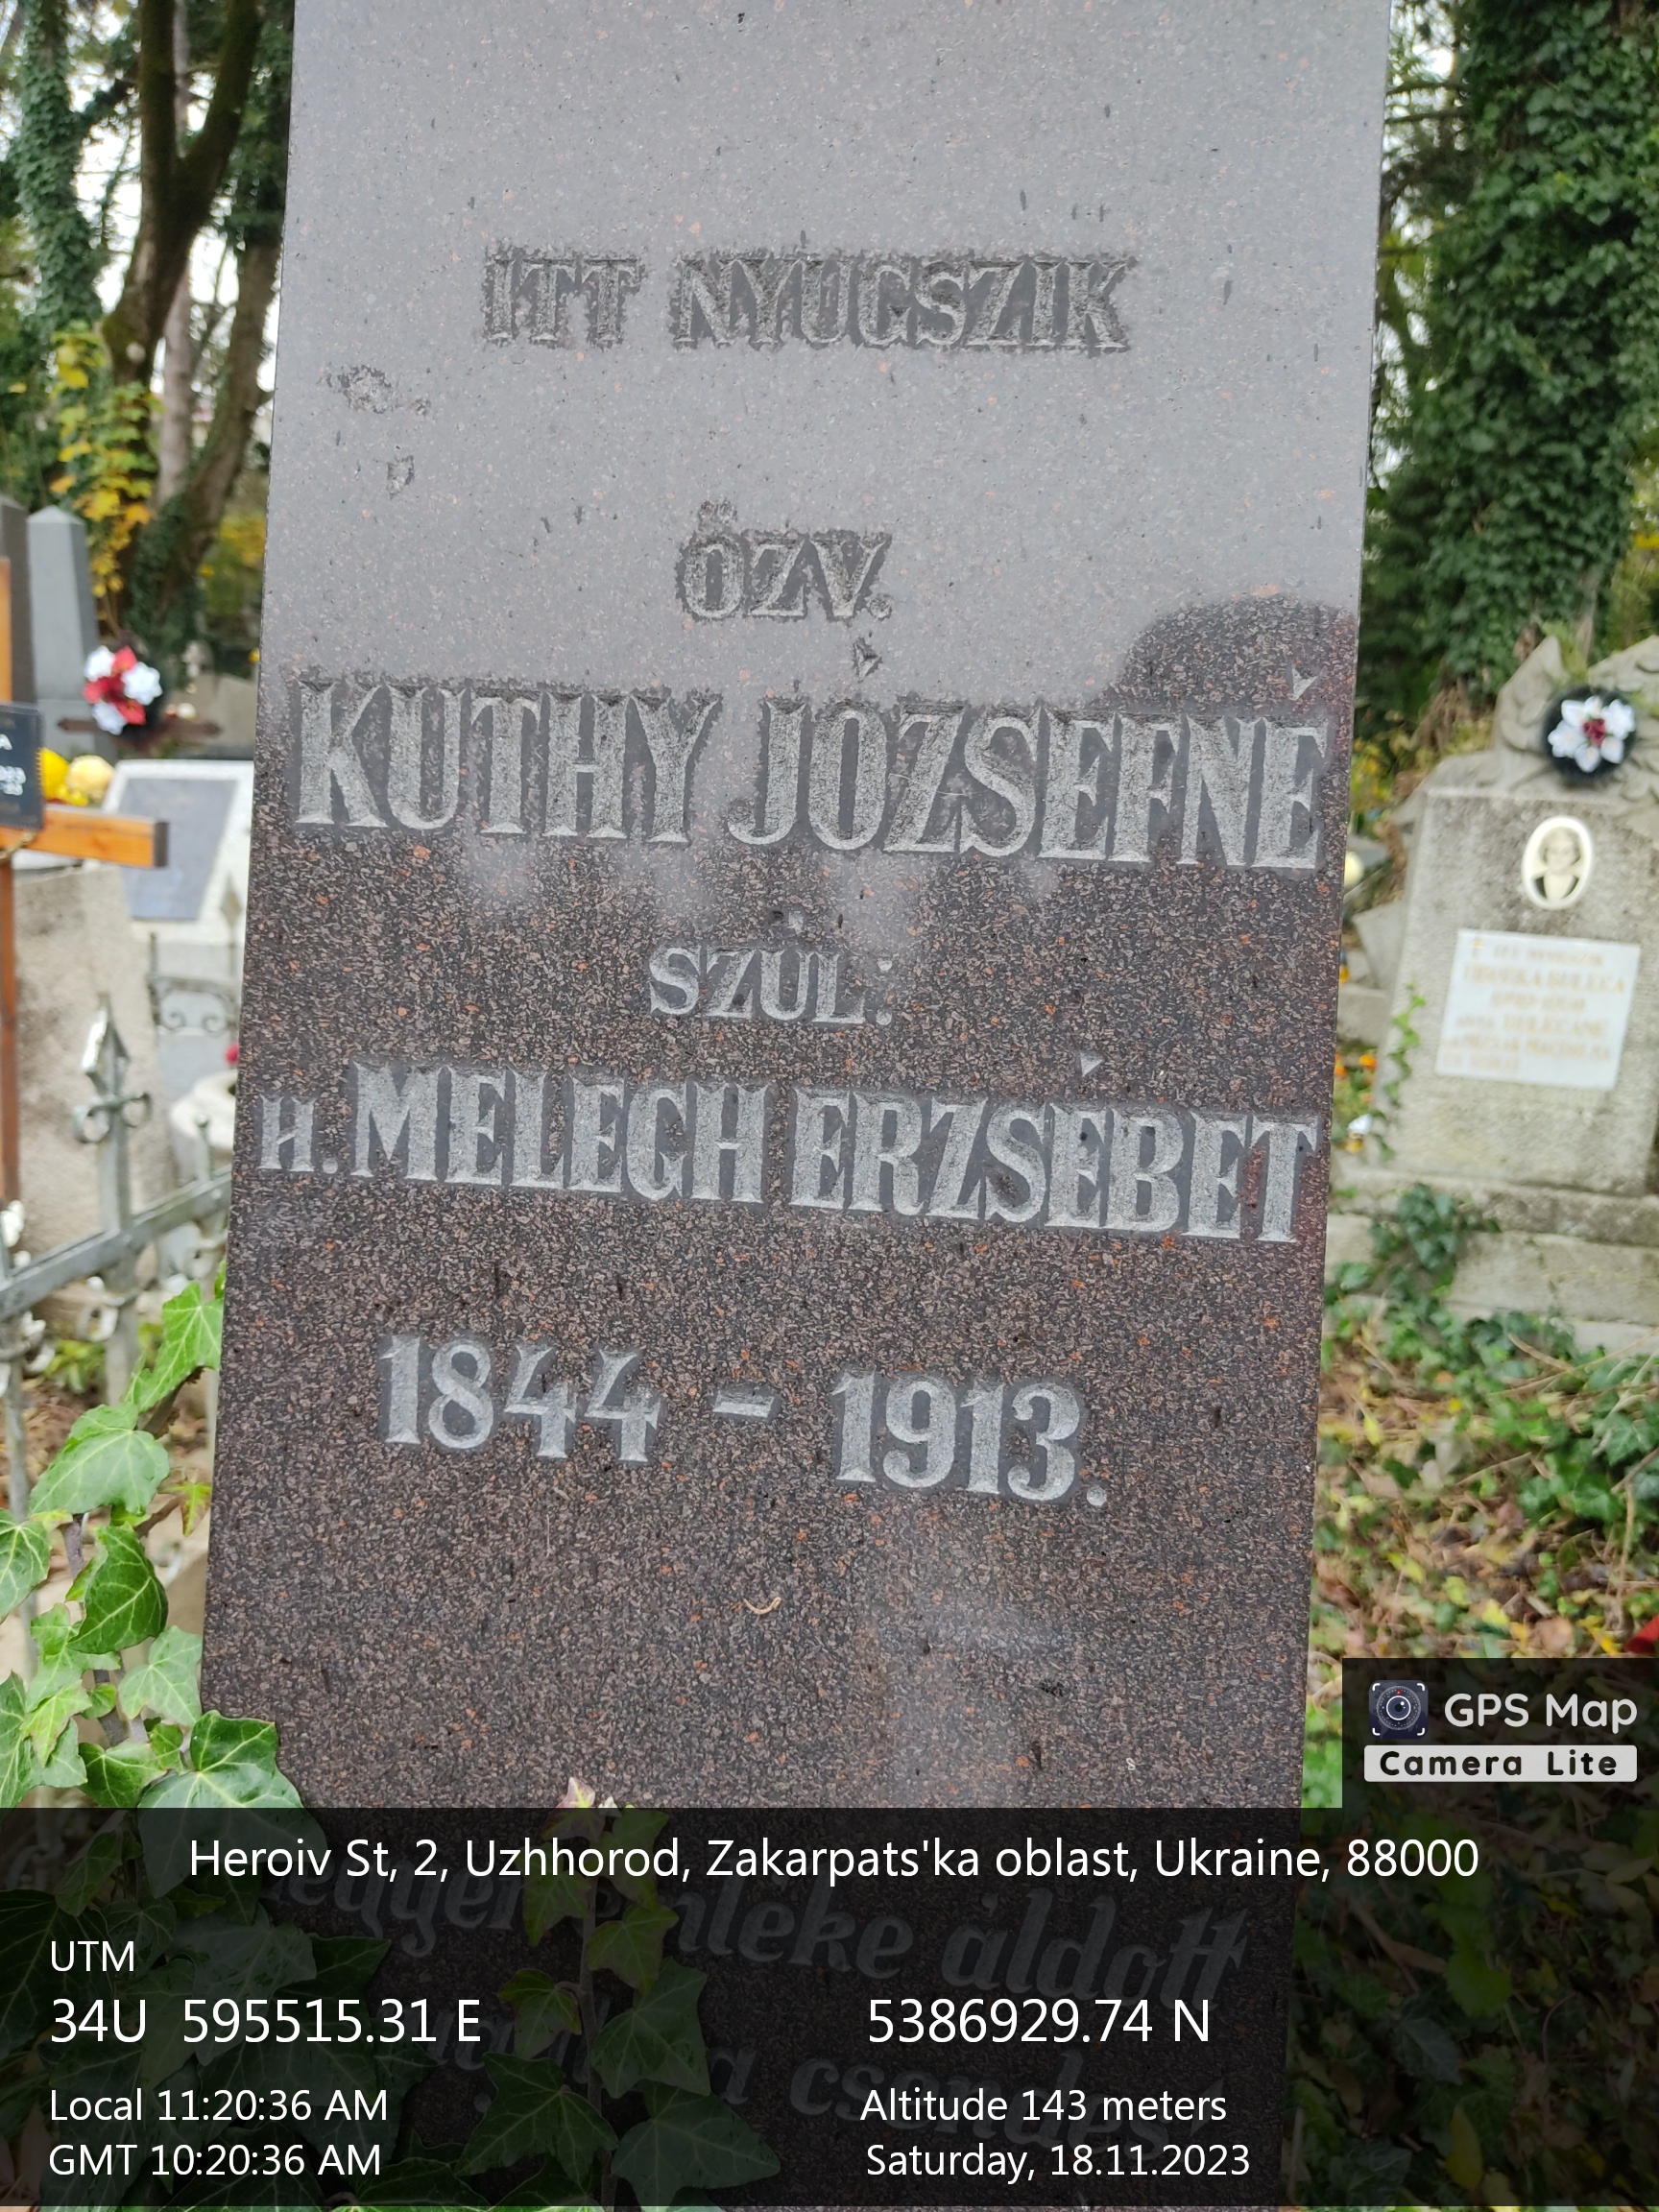 ITT NYUGSZIK
ÖZV.
KUTHY JÓZSEFNÉ
SZÜL:
H. MELECH ERZSÉBET
1844 – 1913.
GPS Map
Camera Lite
Heroiv St, 2, Uzhhorod, Zakarpats'ka oblast, Ukraine, 88000
áldott
UTM
34U 595515.31 E 5386929.74 N
a csendes
Local 11:20:36 AM Altitude 143 meters
GMT 10:20:36 AM Saturday, 18.11.2023